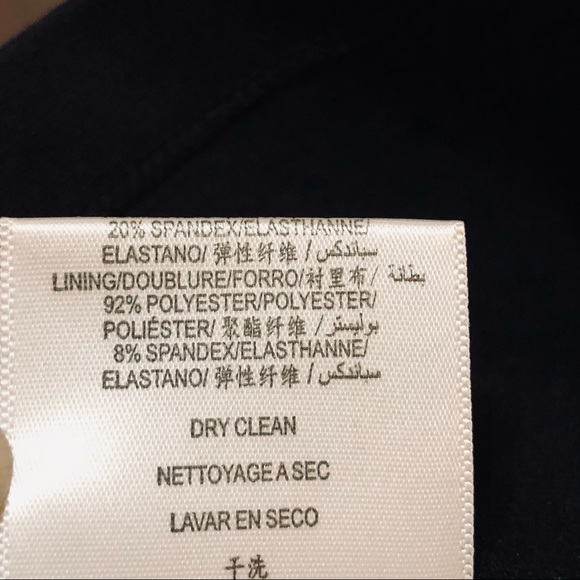 20% SPANDEX/ELASTHANNE/
ELASTANO/ 弹性纤维 / سباندكس
LINING/DOUBLURE/FORRO/衬里布/ بطانة
92% POLYESTER/POLYESTER/
POLIÉSTER/ 聚酯纤维 /بوليستر
8% SPANDEX/ELASTHANNE/
ELASTANO/ 弹性纤维 / سباندكس
DRY CLEAN
NETTOYAGE A SEC
LAVAR EN SECO
干洗